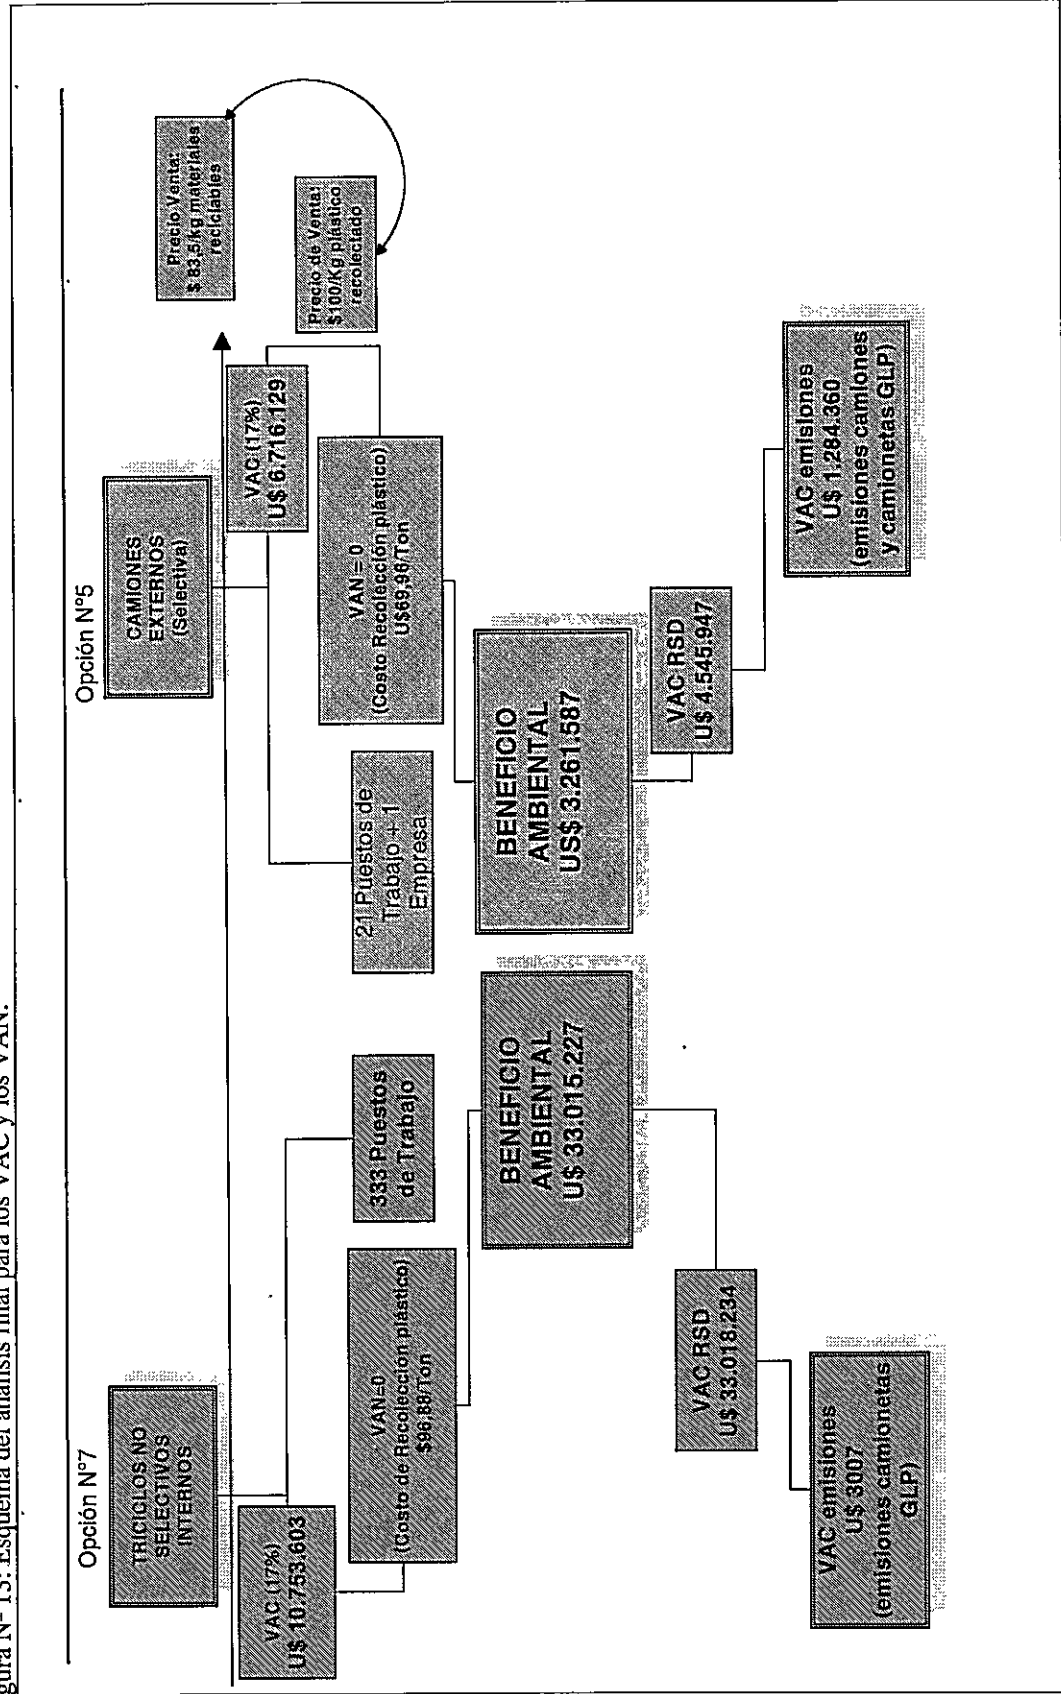 gura Nº 15: Esquema del análisis final para los VAC y los VAN.
Opción Nº7
TRICICLOS NO
SELECTIVOS
INTERNOS
VAC (17%)
U$ 10.753.603
333 Puestos
de Trabajo
VAN=0
(Costo de Recolección plástico)
$96,88/Ton
BENEFICIO
AMBIENTAL
U$ 33.015.227
VAC RSD
U$ 33.018.234
VAC emisiones
U$ 3007
(emisiones camionetas
GLP)
Opción Nº5
CAMIONES
EXTERNOS
(Selectiva)
VAC (17%)
U$ 6.716.129
21 Puestos de
Trabajo + 1
Empresa
VAN=0
(Costo Recolección plástico)
U$69,96/Ton
BENEFICIO
AMBIENTAL
US$ 3.261.587
VAC RSD
U$ 4.545.947
VAC emisiones
U$ 1.284.360
(emisiones camiones
y camionetas GLP)
Precio Venta:
$ 83,5/kg materiales
reciclables
Precio de Venta:
$100/Kg plástico
recolectado